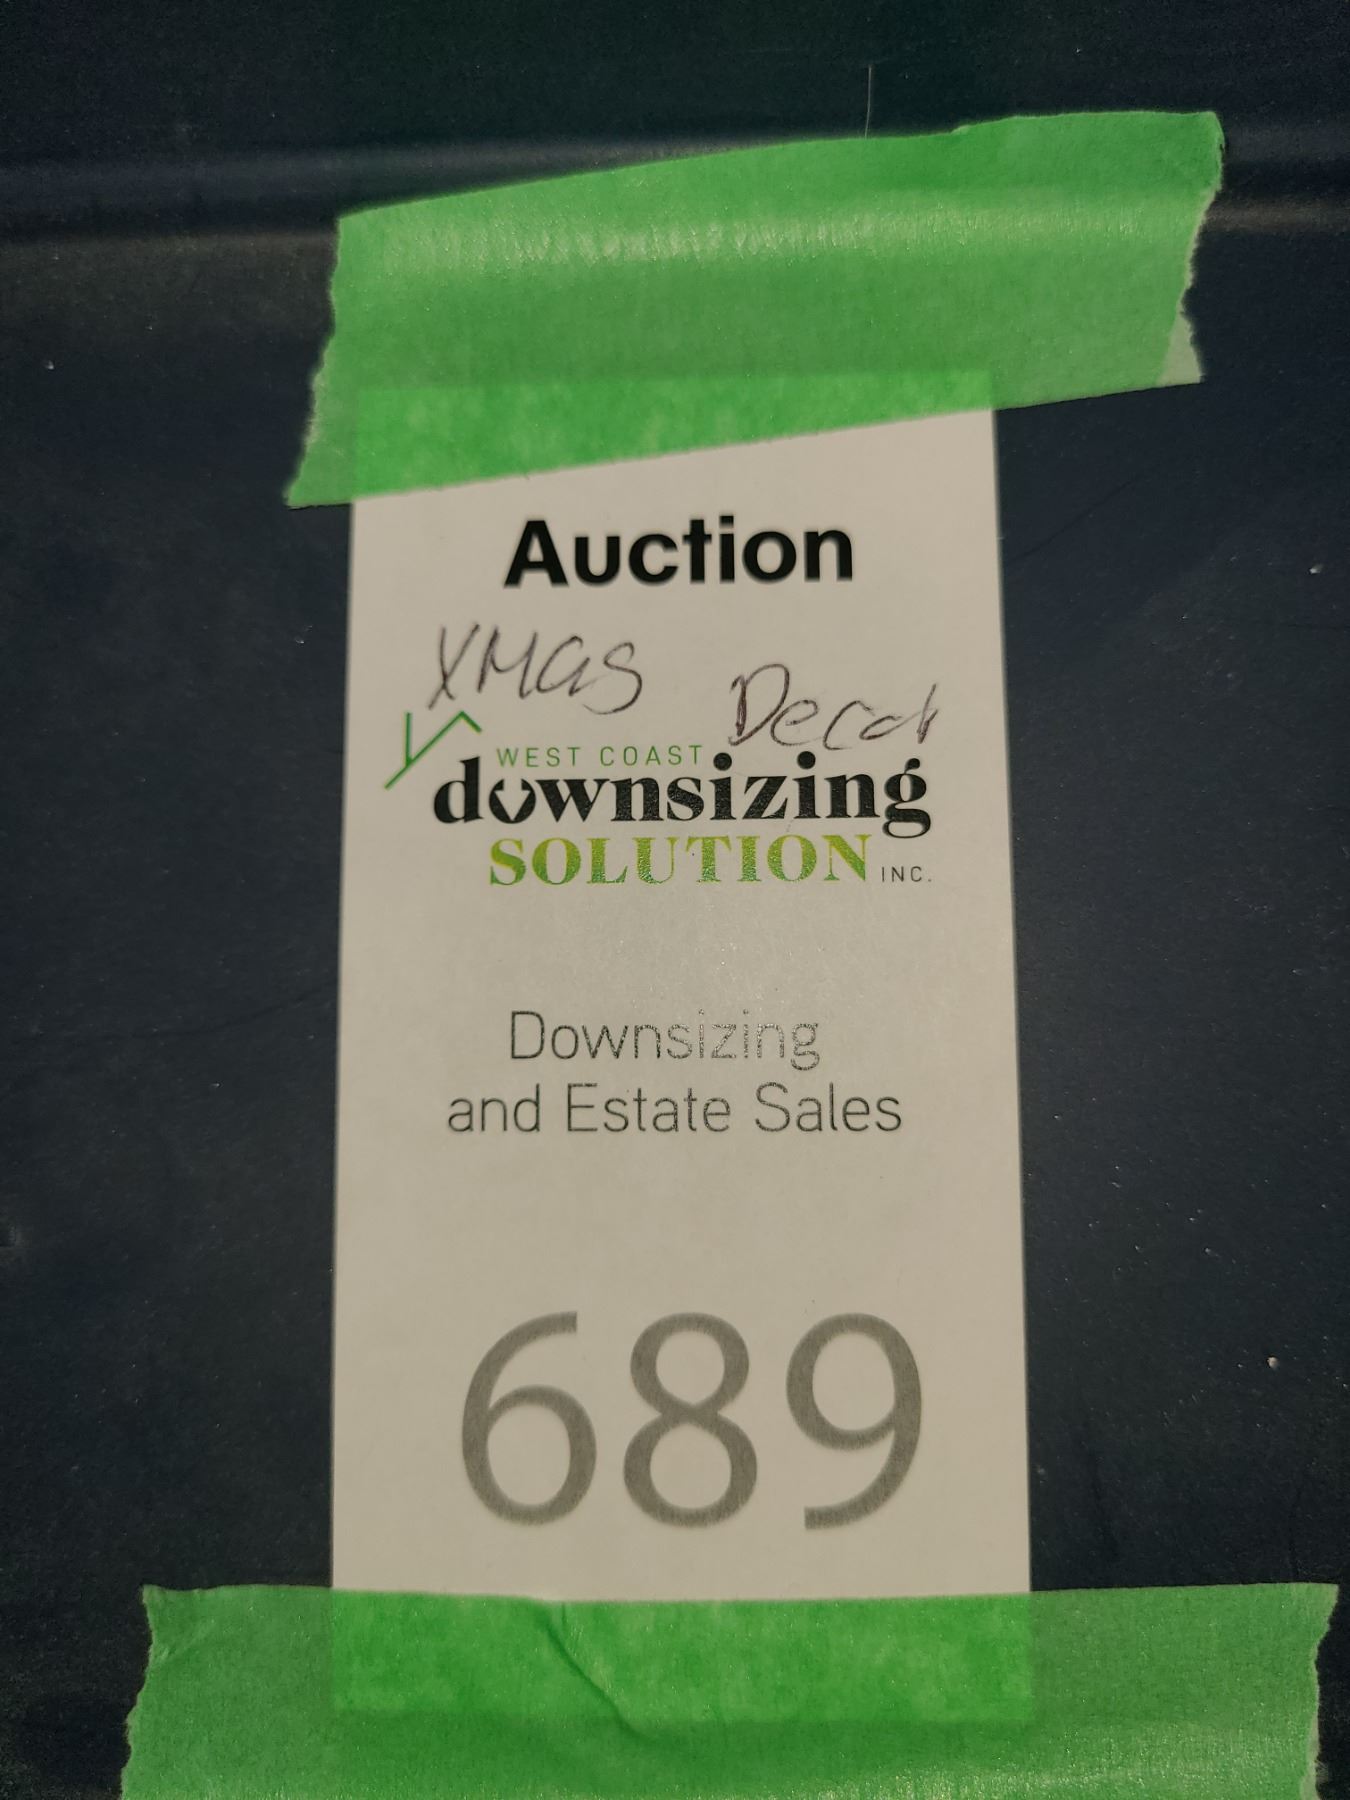 Auction
XMas Decor
WEST COAST
downsizing
SOLUTION INC.
Downsizing
and Estate Sales
689